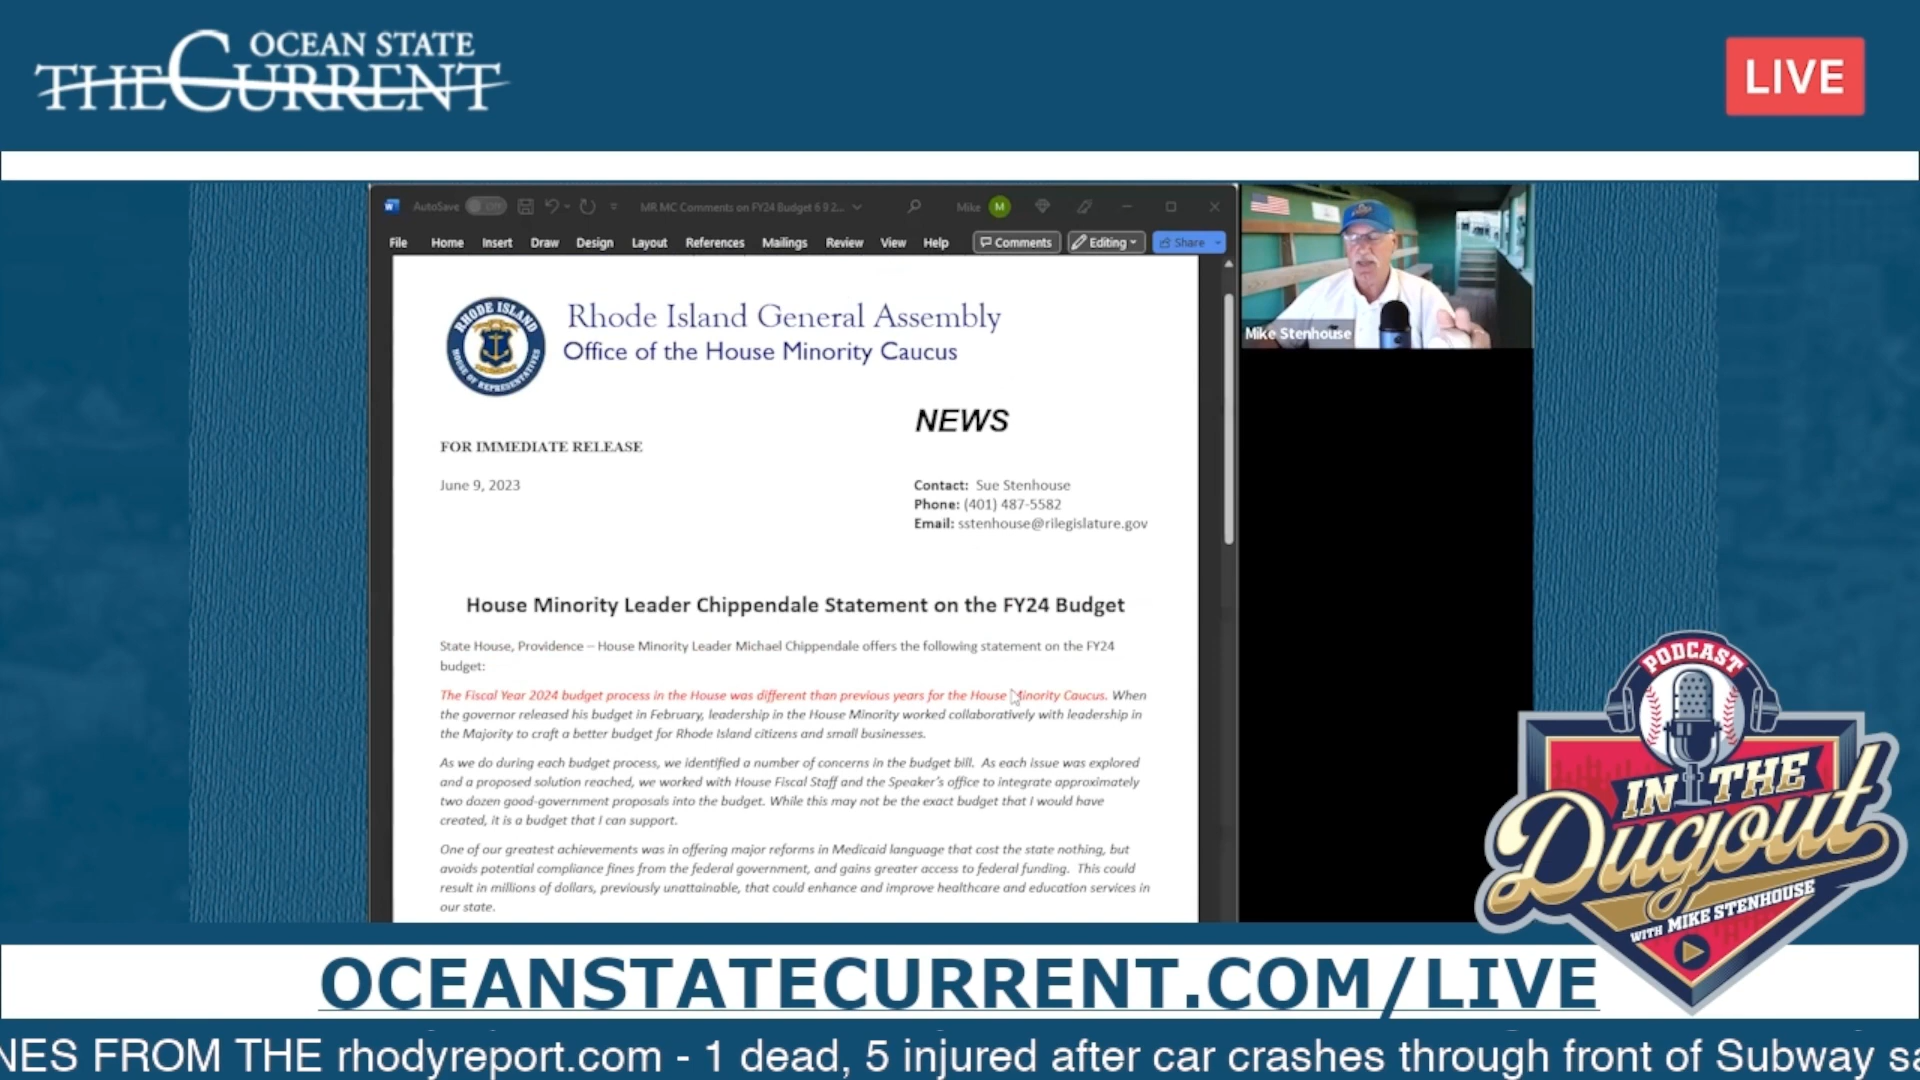 OCEAN STATE
THE CURRENT
LIVE
AutoSave Off
MR MC Comments on FY24 Budget 6 9 2...
Mike M
File Home Insert Draw Design Layout References Mailings Review View Help Comments Editing Share
RHODE ISLAND
HOUSE OF REPRESENTATIVES
Rhode Island General Assembly
Office of the House Minority Caucus
NEWS
FOR IMMEDIATE RELEASE
June 9, 2023
Contact: Sue Stenhouse
Phone: (401) 487-5582
Email: sstenhouse@rilegislature.gov
House Minority Leader Chippendale Statement on the FY24 Budget
State House, Providence – House Minority Leader Michael Chippendale offers the following statement on the FY24
budget:
The Fiscal Year 2024 budget process in the House was different than previous years for the House Minority Caucus. When
the governor released his budget in February, leadership in the House Minority worked collaboratively with leadership in
the Majority to craft a better budget for Rhode Island citizens and small businesses.
As we do during each budget process, we identified a number of concerns in the budget bill. As each issue was explored
and a proposed solution reached, we worked with House Fiscal Staff and the Speaker's office to integrate approximately
two dozen good-government proposals into the budget. While this may not be the exact budget that I would have
created, it is a budget that I can support.
One of our greatest achievements was in offering major reforms in Medicaid language that cost the state nothing, but
avoids potential compliance fines from the federal government, and gains greater access to federal funding. This could
result in millions of dollars, previously unattainable, that could enhance and improve healthcare and education services in
our state.
Mike Stenhouse
PODCAST
IN THE
Dugout
WITH MIKE STENHOUSE
OCEANSTATECURRENT.COM/LIVE
NES FROM THE rhodyreport.com - 1 dead, 5 injured after car crashes through front of Subway sa